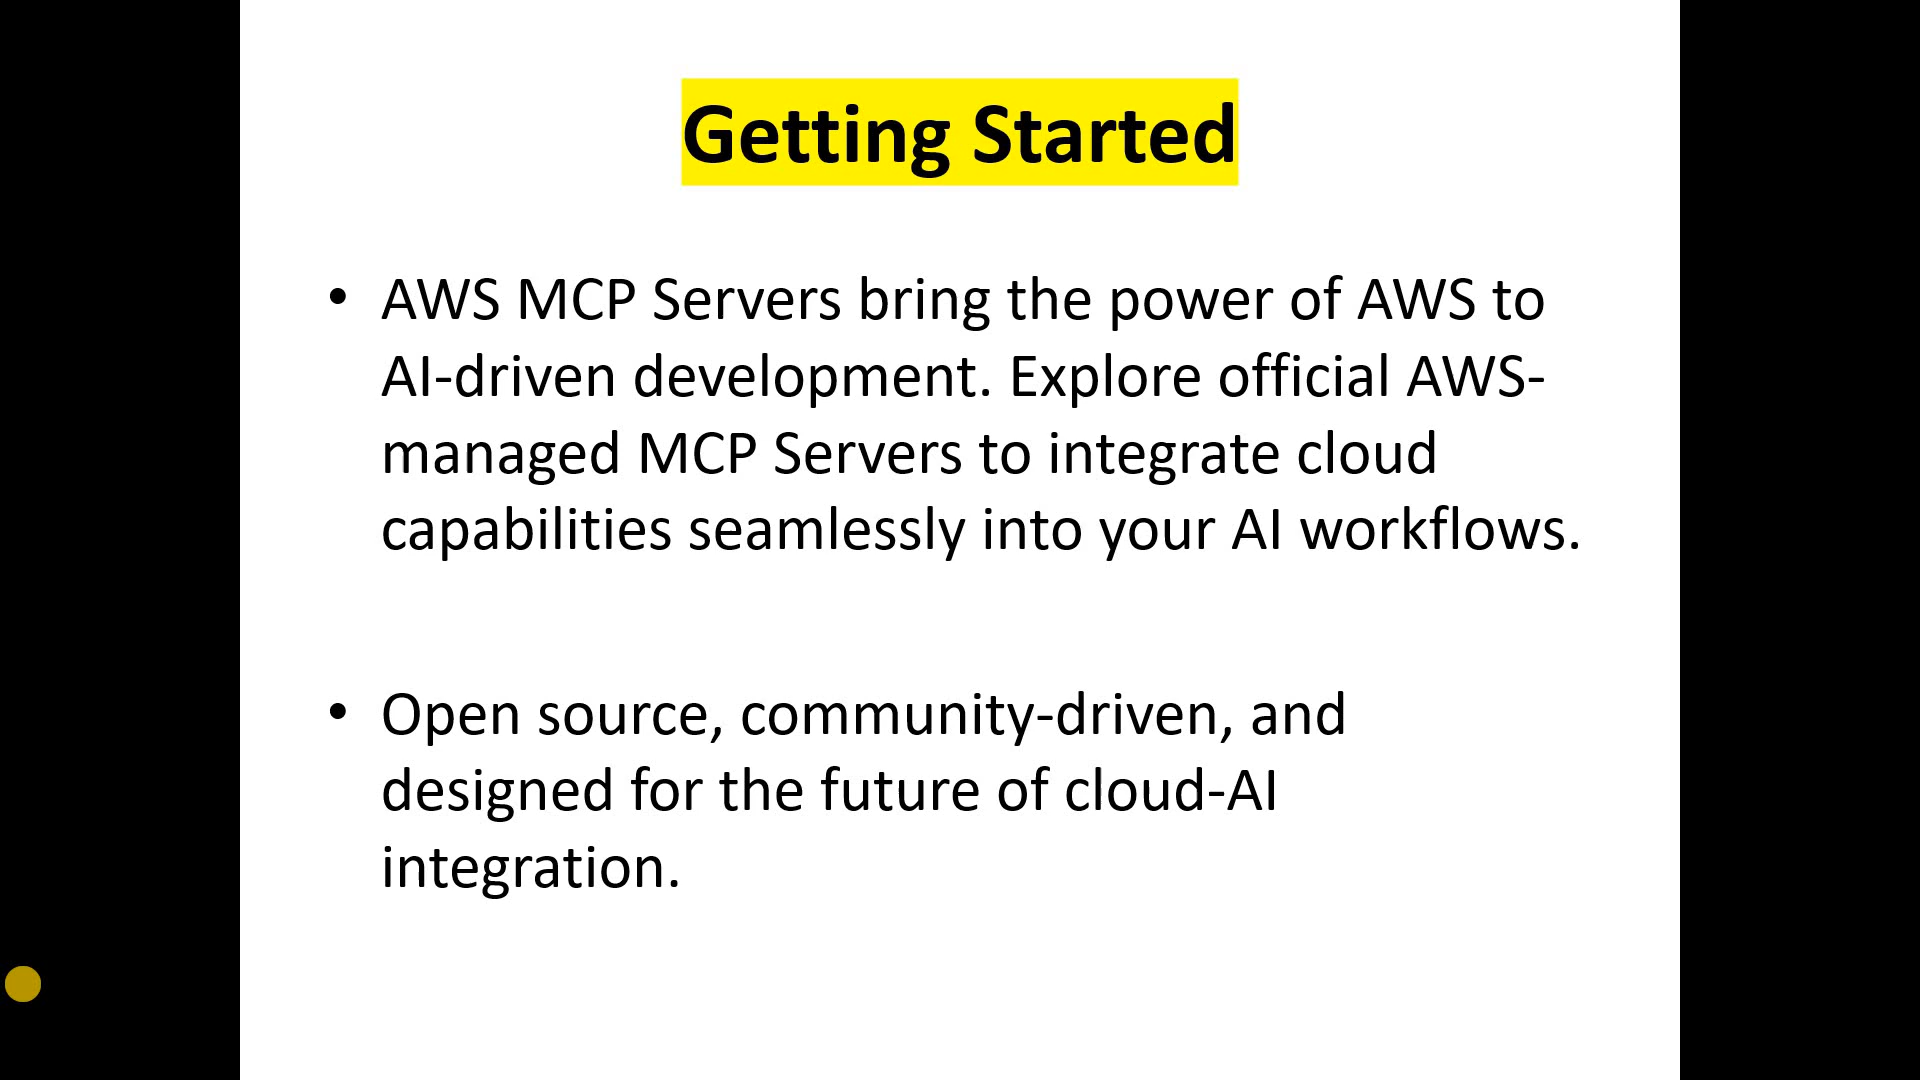 Getting Started
• AWS MCP Servers bring the power of AWS to
AI-driven development. Explore official AWS-
managed MCP Servers to integrate cloud
capabilities seamlessly into your AI workflows.
• Open source, community-driven, and
designed for the future of cloud-AI
integration.